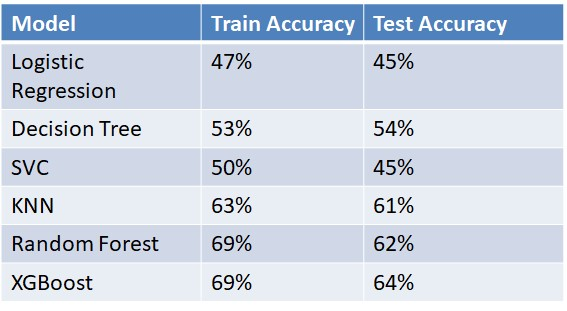 Model Train Accuracy Test Accuracy
Logistic Regression 47% 45%
Decision Tree 53% 54%
SVC 50% 45%
KNN 63% 61%
Random Forest 69% 62%
XGBoost 69% 64%